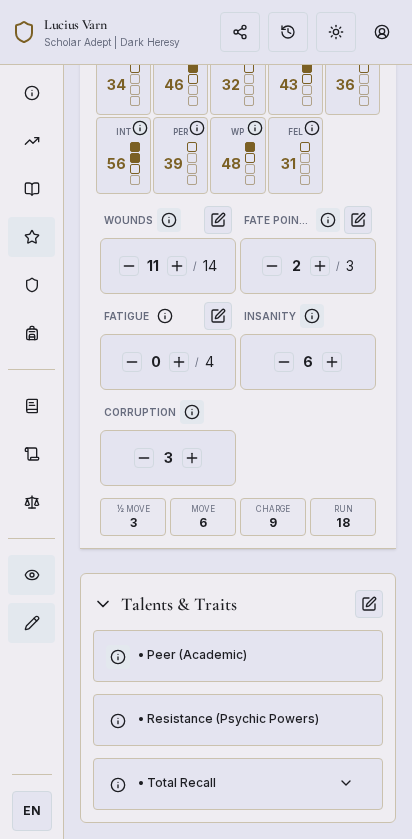 Lucius Varn
Scholar Adept | Dark Heresy
34 46 32 43 36
INT PER WP FEL
56 39 48 31
WOUNDS FATE POIN...
11 / 14 2 / 3
FATIGUE INSANITY
0 / 4 6
CORRUPTION
3
½ MOVE MOVE CHARGE RUN
3 6 9 18
Talents & Traits
• Peer (Academic)
• Resistance (Psychic Powers)
• Total Recall
EN